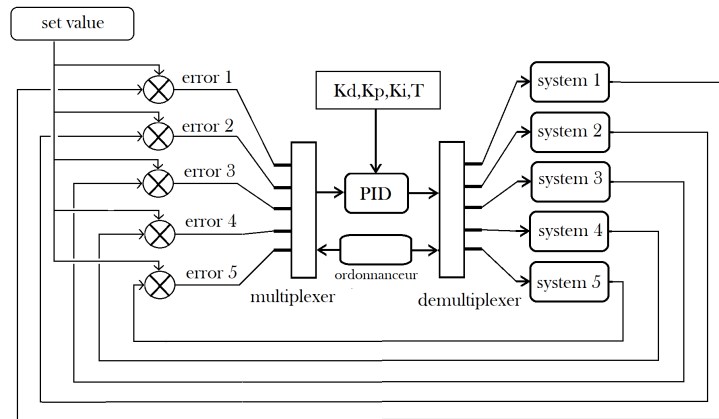 set value
error 1
error 2
error 3
error 4
error 5
multiplexer
Kd,Kp,Ki,T
PID
ordonnanceur
demultiplexer
system 1
system 2
system 3
system 4
system 5